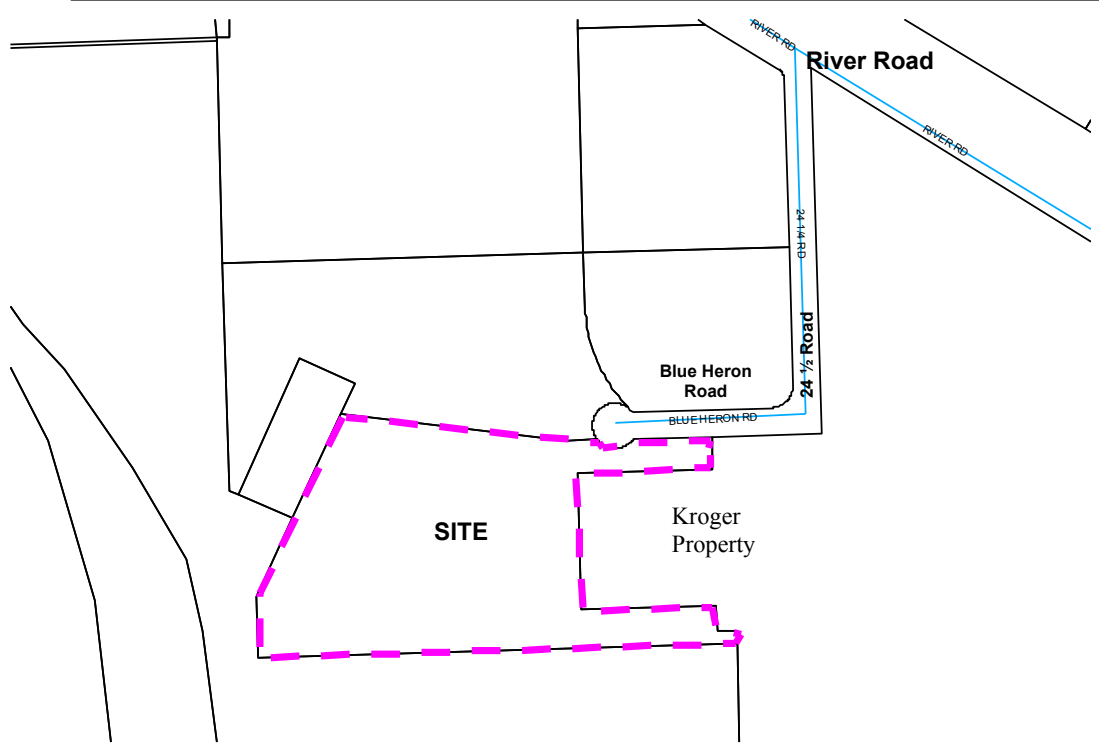 RIVER RD
River Road
RIVER RD
24 1/4 RD
24 ½ Road
Blue Heron
Road
BLUE HERON RD
SITE
Kroger
Property